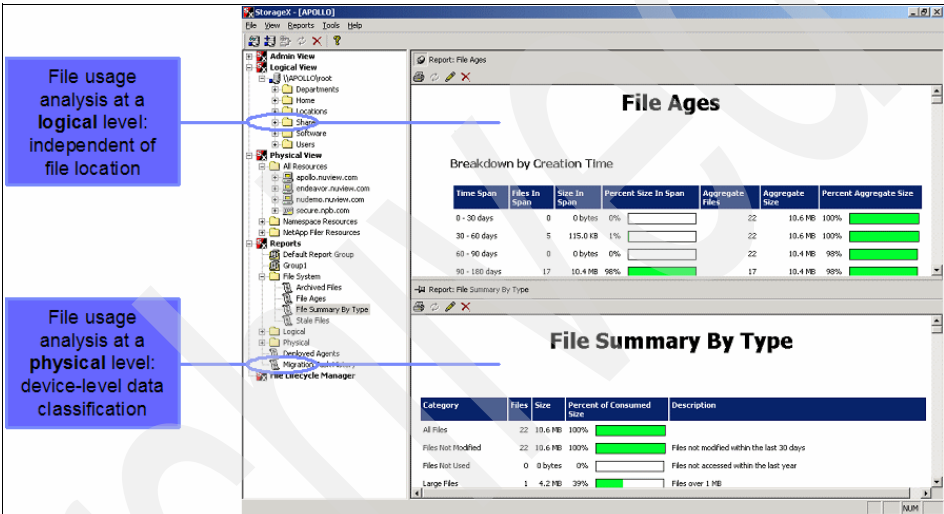 StorageX - [APOLLO]
File View Reports Tools Help
File usage
analysis at a
logical level:
independent of
file location
File usage
analysis at a
physical level:
device-level data
classification
Admin View
Logical View
\\APOLLO\root
Departments
Home
Locations
Share
Software
Users
Physical View
All Resources
apollo.nuview.com
endeavor.nuview.com
nudemo.nuview.com
secure.npb.com
Namespace Resources
NetApp Filer Resources
Reports
Default Report Group
Group1
File System
Archived Files
File Ages
File Summary By Type
Stale Files
Logical
Physical
Deployed Agents
Migration Task History
File Lifecycle Manager
Report: File Ages
File Ages
Breakdown by Creation Time
Time Span Files In Span Size In Span Percent Size In Span Aggregate Files Aggregate Size Percent Aggregate Size
0 - 30 days 0 0 bytes 0% 22 10.6 MB 100%
30 - 60 days 5 115.0 KB 1% 22 10.6 MB 100%
60 - 90 days 0 0 bytes 0% 22 10.4 MB 98%
90 - 180 days 17 10.4 MB 98% 17 10.4 MB 98%
Report: File Summary By Type
File Summary By Type
Category Files Size Percent of Consumed Size Description
All Files 22 10.6 MB 100%
Files Not Modified 22 10.6 MB 100% Files not modified within the last 30 days
Files Not Used 0 0 bytes 0% Files not accessed within the last year
Large Files 1 4.2 MB 39% Files over 1 MB
NUM